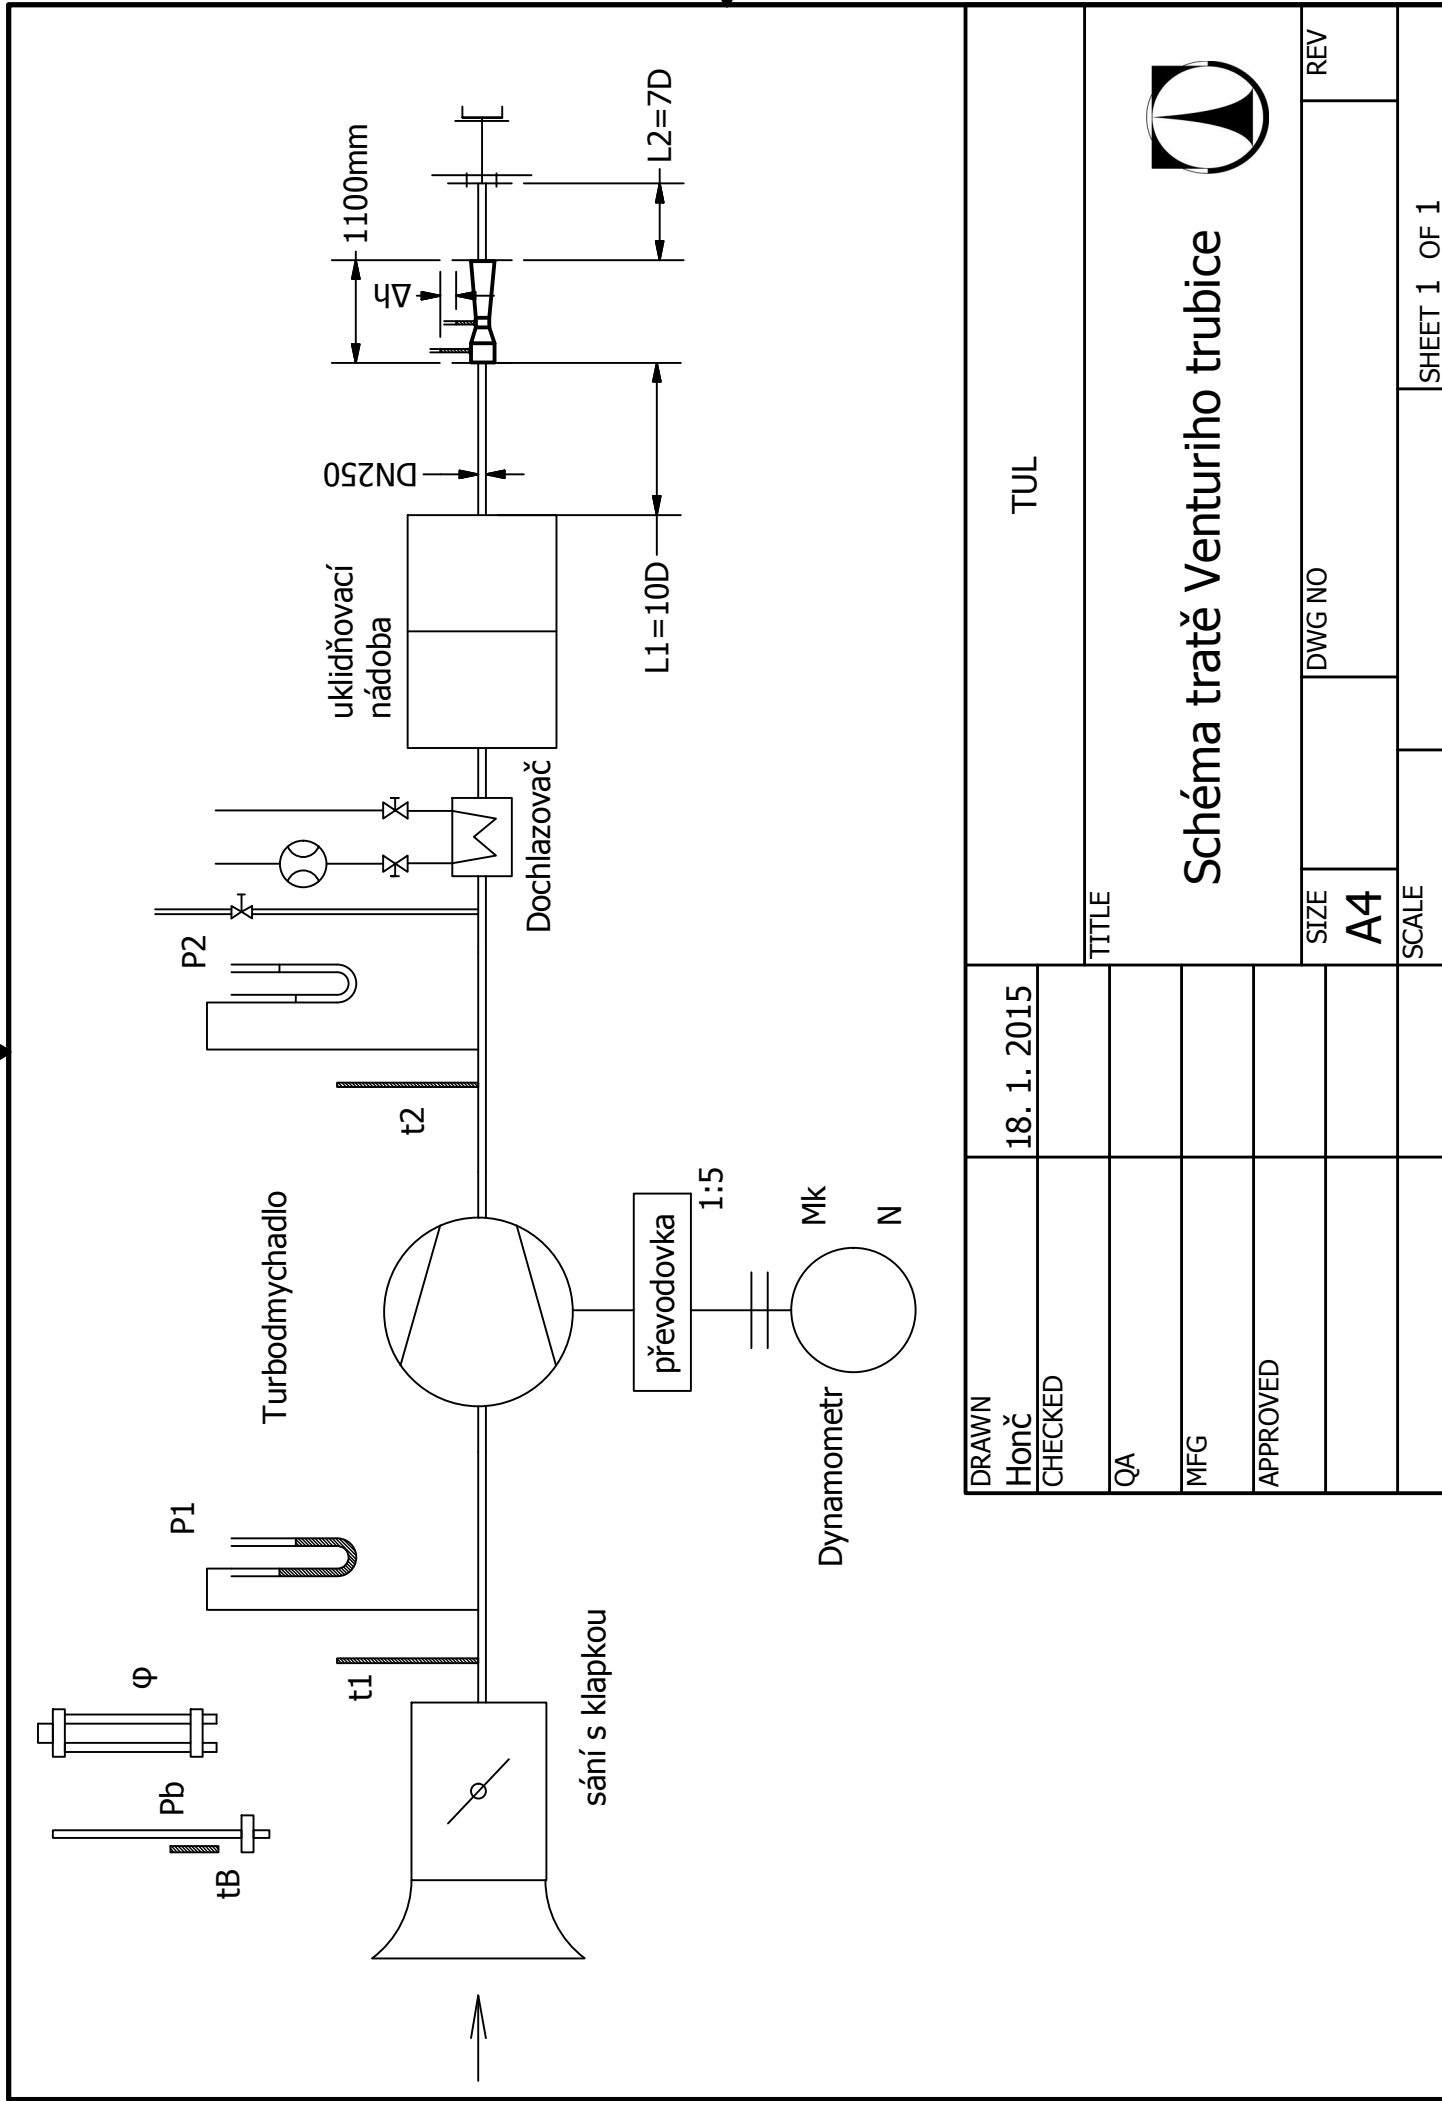 φ
Pb
tB
P1
t1
sání s klapkou
Turbodmychadlo
převodovka
1:5
Dynamometr
Mk
N
t2
P2
Dochlazovač
uklidňovací
nádoba
DN250
L1=10D
1100mm
Δh
L2=7D
DRAWN
Honč
18. 1. 2015
CHECKED
QA
MFG
APPROVED
TUL
TITLE
Schéma tratě Venturiho trubice
SIZE
A4
DWG NO
REV
SCALE
SHEET 1 OF 1